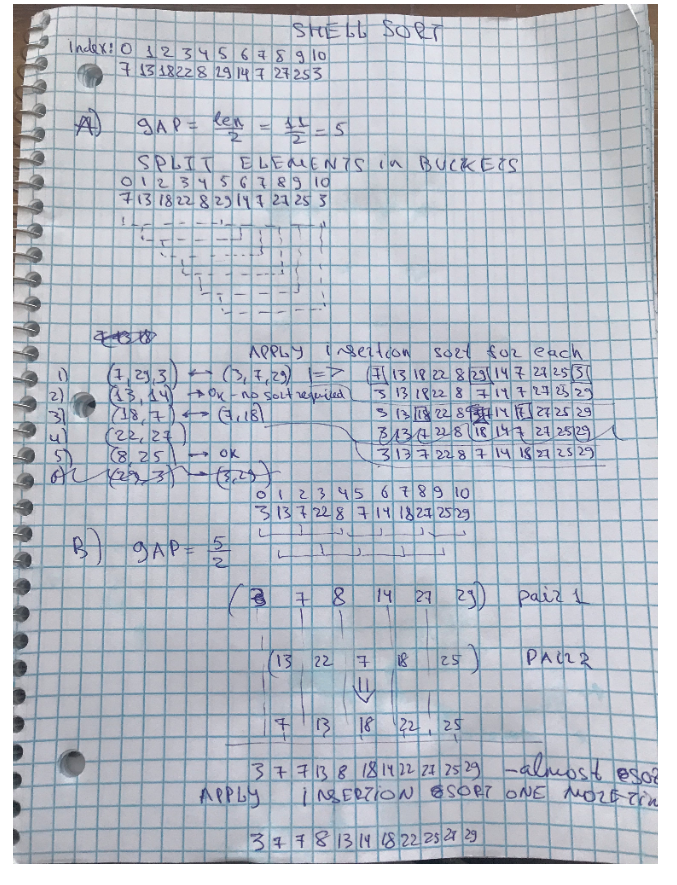 SHELL SORT
index: 0 1 2 3 4 5 6 7 8 9 10
7 13 18 22 8 29 14 7 27 25 3
A) gAP = len/2 = 11/2 = 5
SPLIT ELEMENTS in BUCKETS
0 1 2 3 4 5 6 7 8 9 10
7 13 18 22 8 29 14 7 27 25 3
APPLY insertion sort for each
1) (7, 29, 3) ↔ (3, 7, 29) |=> 7 13 18 22 8 29 14 7 27 25 3
2) (13, 14) → OK - no sort required 3 13 18 22 8 7 14 7 27 25 29
3) (18, 7) ↔ (7, 18) 3 13 18 22 8 14 7 27 25 29
4) (22, 27) 3 13 7 22 8 18 14 7 27 25 29
5) (8, 25) → OK 3 13 7 22 8 7 14 18 27 25 29
6) (29, 3) → (3, 29)
0 1 2 3 4 5 6 7 8 9 10
3 13 7 22 8 7 14 18 27 25 29
B) gAP = 5/2
(3 7 8 14 27 29) pair 1
(13 22 7 18 25) PAIR 2
⇓
7 13 18 22 25
3 7 7 13 8 18 14 22 27 25 29 - almost
APPLY INSERTION SORT ONE MORE
3 7 7 8 13 14 18 22 25 27 29